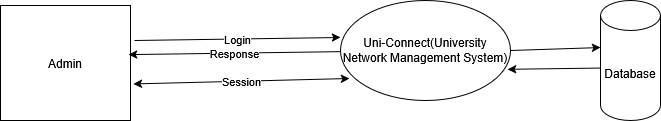 Admin
Login
Response
Session
Uni-Connect(University
Network Management System)
Database